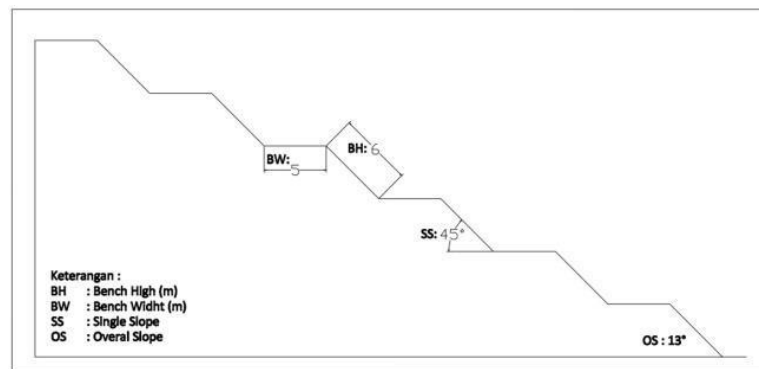 BW: 5
BH: 6
SS: 45°
Keterangan :
BH : Bench High (m)
BW : Bench Widht (m)
SS : Single Slope
OS : Overal Slope
OS : 13°